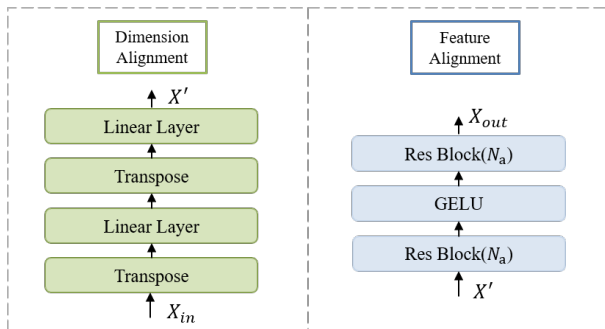 Dimension
Alignment
X′
Linear Layer
Transpose
Linear Layer
Transpose
X_in
Feature
Alignment
X_out
Res Block(N_a)
GELU
Res Block(N_a)
X′